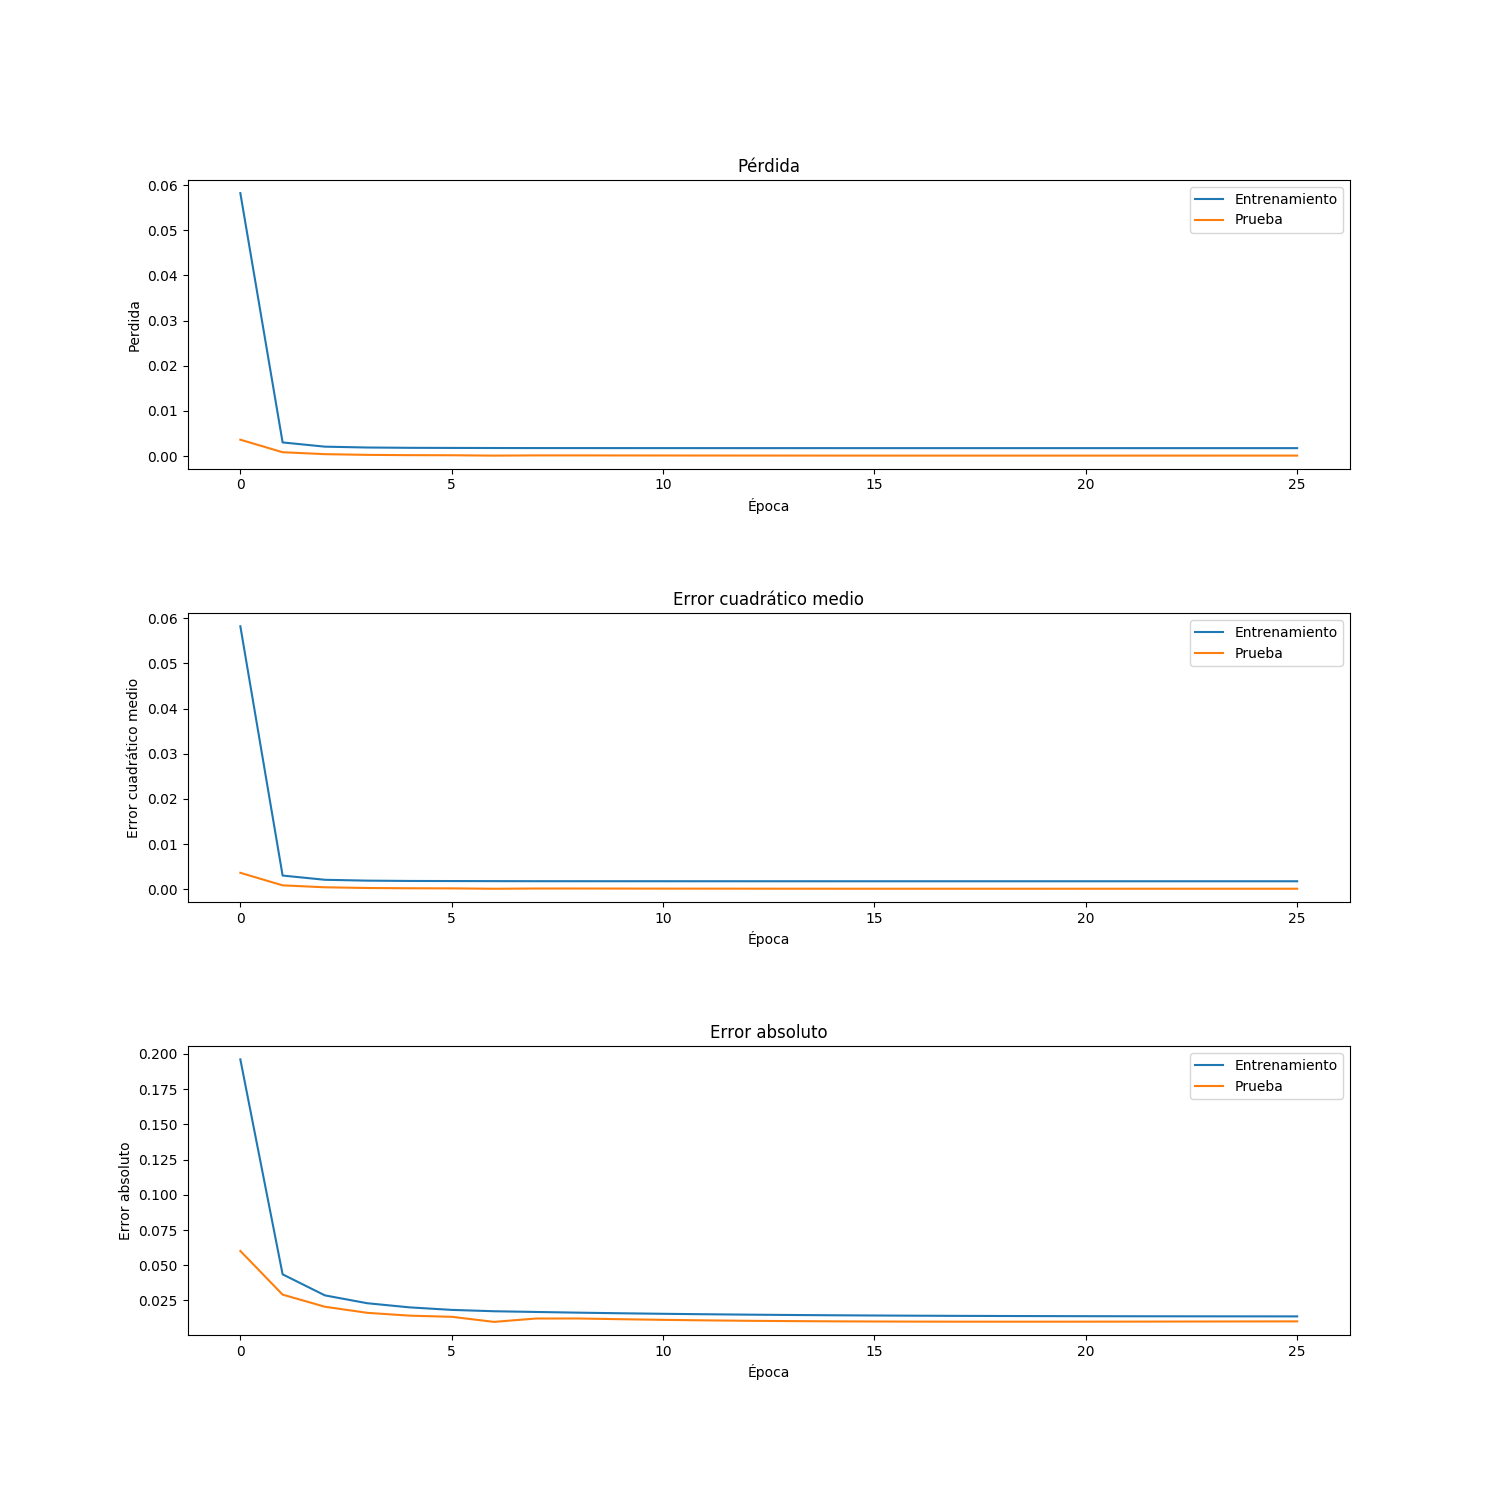 Pérdida
0.06
0.05
0.04
0.03
0.02
0.01
0.00
Perdida
Entrenamiento
Prueba
0 5 10 15 20 25
Época
Error cuadrático medio
0.06
0.05
0.04
0.03
0.02
0.01
0.00
Error cuadrático medio
Entrenamiento
Prueba
0 5 10 15 20 25
Época
Error absoluto
0.200
0.175
0.150
0.125
0.100
0.075
0.050
0.025
Error absoluto
Entrenamiento
Prueba
0 5 10 15 20 25
Época